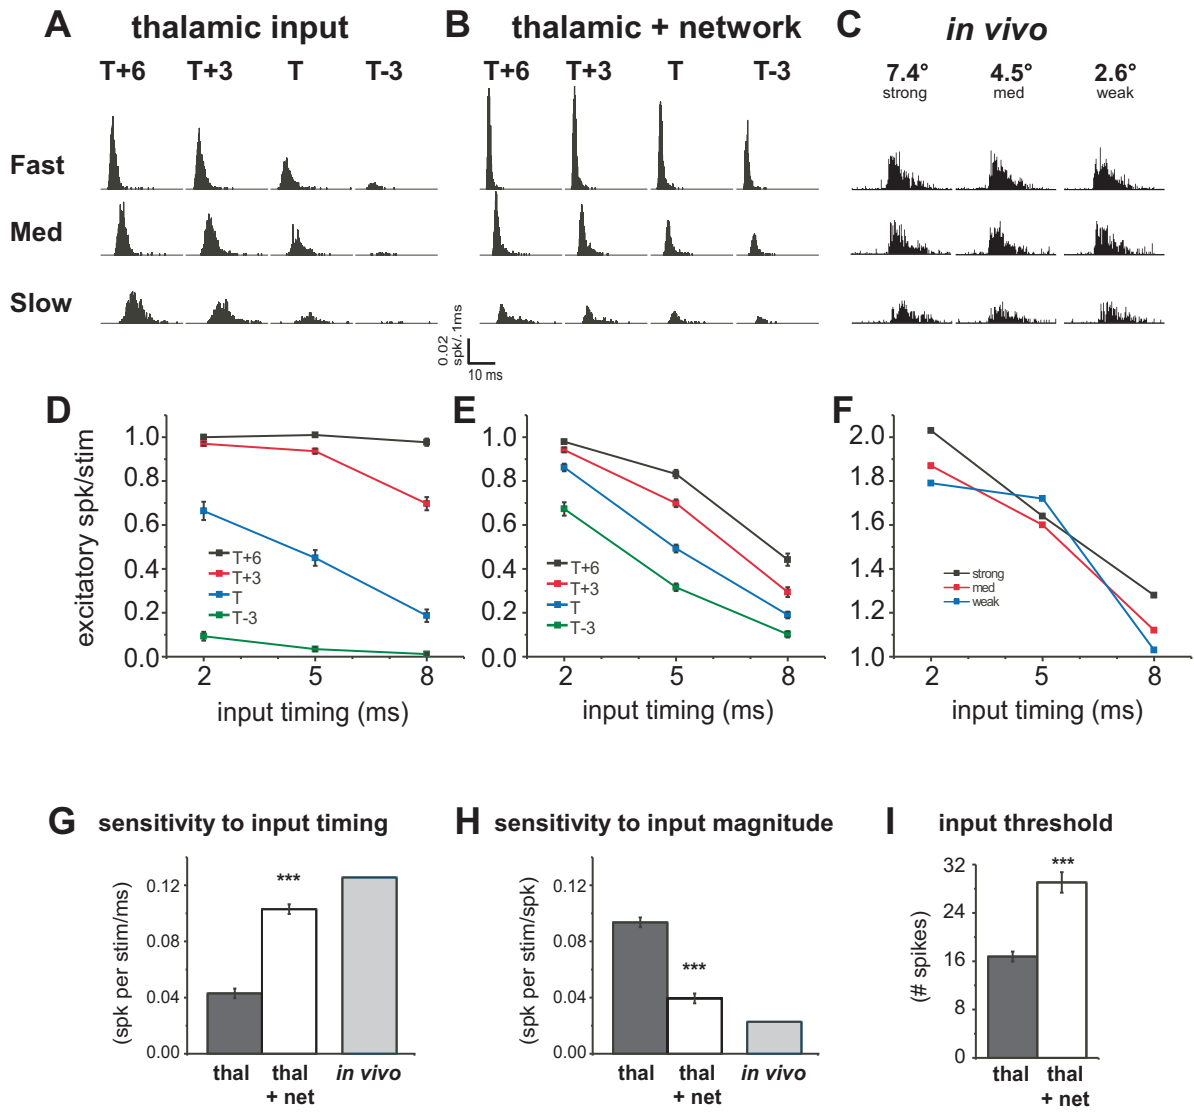 A thalamic input
B thalamic + network
C in vivo
T+6 T+3 T T-3
T+6 T+3 T T-3
7.4° 4.5° 2.6°
strong med weak
Fast
Med
Slow
0.02
spk/.1ms
10 ms
D
excitatory spk/stim
1.0
0.8
0.6
0.4
0.2
0.0
T+6
T+3
T
T-3
2 5 8
input timing (ms)
E
1.0
0.8
0.6
0.4
0.2
0.0
T+6
T+3
T
T-3
2 5 8
input timing (ms)
F
2.0
1.8
1.6
1.4
1.2
1.0
strong
med
weak
2 5 8
input timing (ms)
G sensitivity to input timing
(spk per stim/ms)
0.12
0.08
0.04
0.00
***
thal thal in vivo
+ net
H sensitivity to input magnitude
(spk per stim/spk)
0.12
0.08
0.04
0.00
***
thal thal in vivo
+ net
I input threshold
(# spikes)
32
24
16
8
0
***
thal thal
+ net